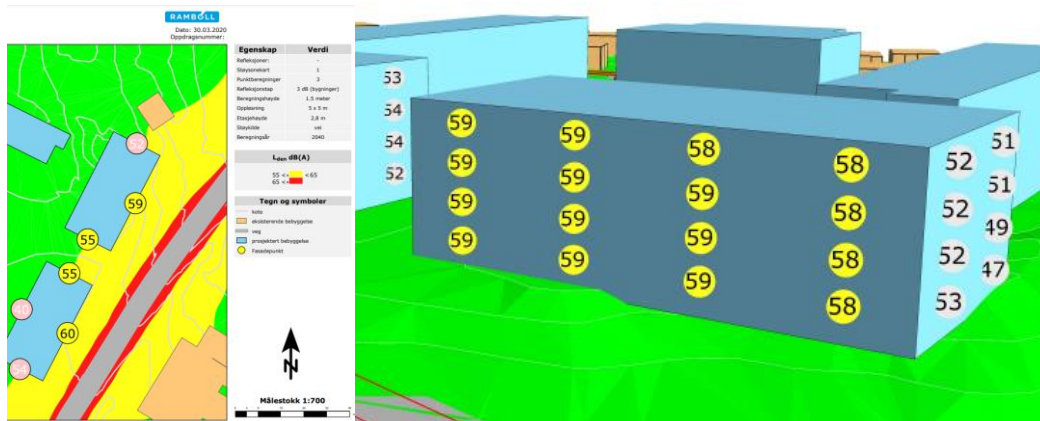 RAMBOLL
Dato: 30.03.2020
Oppdragsnummer:
Egenskap Verdi
Refleksjoner: -
Støysonekart 1
Punktberegninger 3
Refleksjonstap 1 dB (bygninger)
Beregningshøyde 1.5 meter
Oppløsning 5 x 5 m
Etasjehøyde 2,8 m
Støykilde vei
Beregningsår 2040
Lden dB(A)
55 <= <65
65 <=
Tegn og symboler
kote
eksisterende bebyggelse
veg
prosjektert bebyggelse
Fasadepunkt
N
Målestokk 1:700
52
59
55
55
40
60
54
53
54
54
52
59 59 58 58
59 59 59 58
59 59 59 58
59 59 59 58
52 51
52 51
52 49
53 47